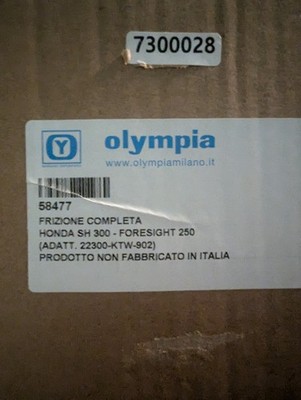 7300028
olympia
www.olympiamilano.it
58477
FRIZIONE COMPLETA
HONDA SH 300 - FORESIGHT 250
(ADATT. 22300-KTW-902)
PRODOTTO NON FABBRICATO IN ITALIA